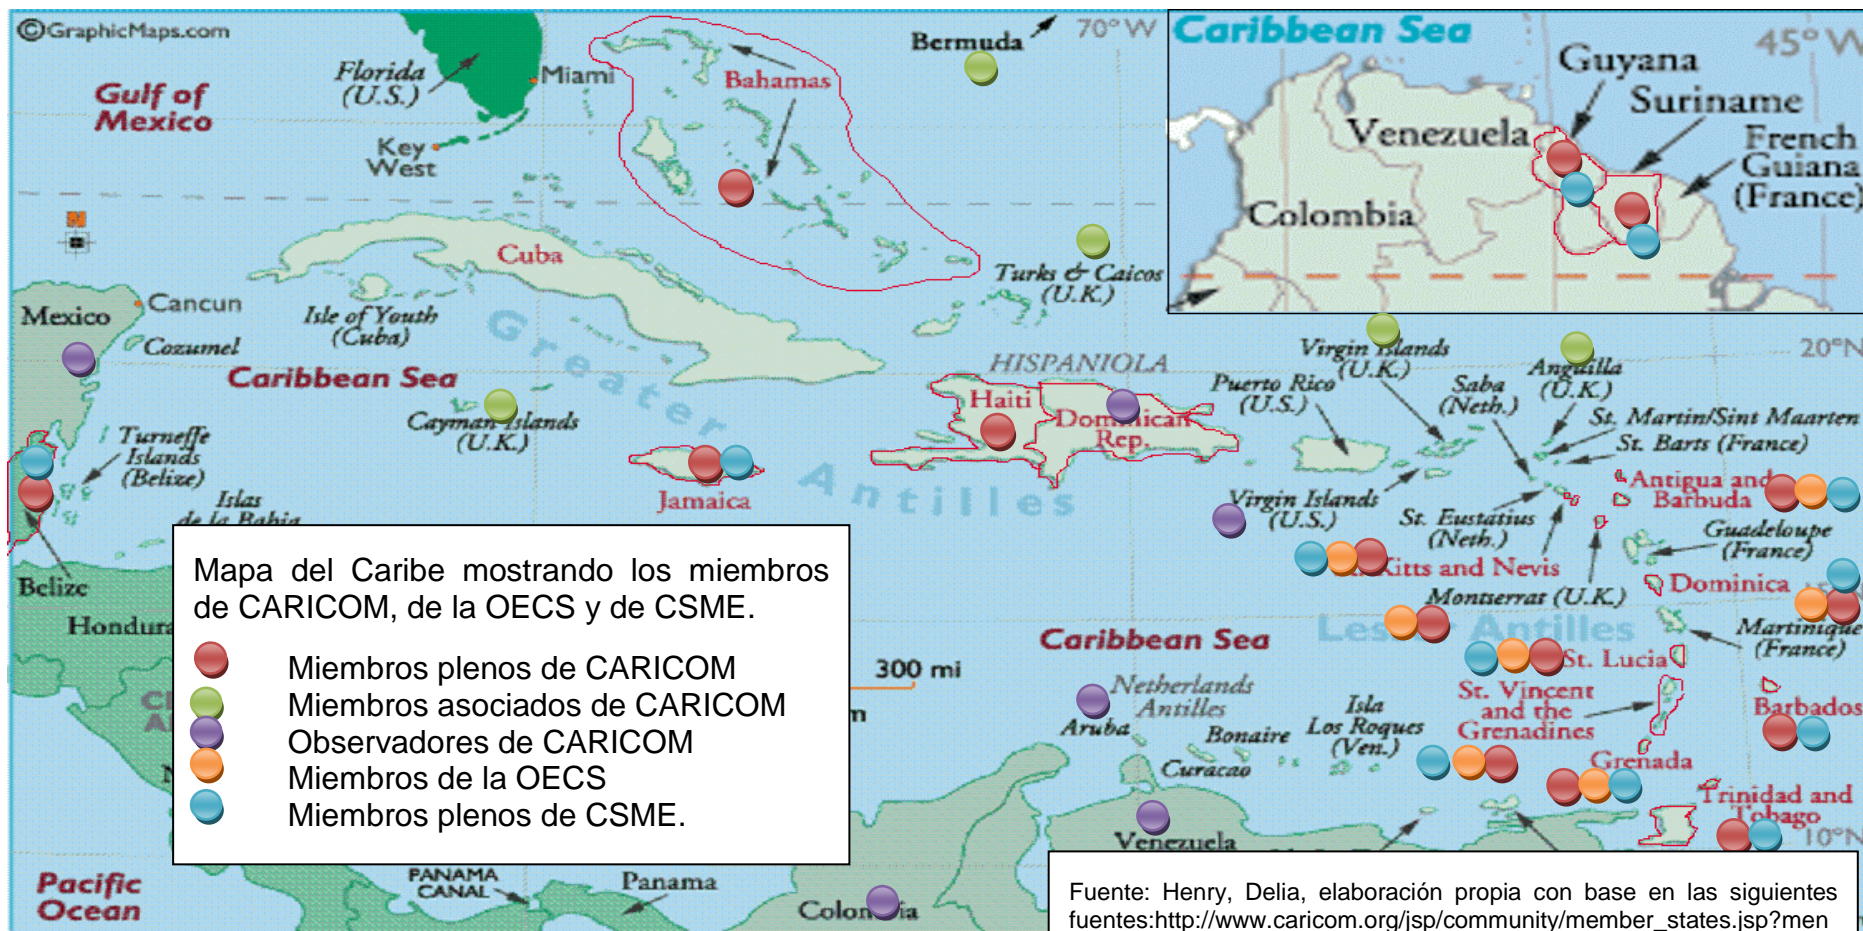 ©GraphicMaps.com
Gulf of
Mexico
Florida
(U.S.)
Miami
Key
West
Bahamas
Bermuda
70° W
Cuba
Isle of Youth
(Cuba)
Turks & Caicos
(U.K.)
Mexico
Cancun
Cozumel
Caribbean Sea
Greater
Antilles
Cayman Islands
(U.K.)
Jamaica
HISPANIOLA
Haiti
Dominican
Rep.
Turneffe
Islands
(Belize)
Islas
de la Bahia
Belize
Caribbean Sea
45° W
Guyana
Suriname
French
Guiana
(France)
Venezuela
Colombia
Virgin Islands
(U.K.)
Puerto Rico
(U.S.)
Saba
(Neth.)
Anguilla
(U.K.)
20°N
St. Martin/Sint Maarten
St. Barts (France)
Virgin Islands
(U.S.)
St. Eustatius
(Neth.)
Antigua and
Barbuda
Guadeloupe
(France)
Kitts and Nevis
Montserrat (U.K.)
Dominica
Martinique
(France)
Caribbean Sea
Lesser Antilles
St. Lucia
St. Vincent
and the
Grenadines
Barbados
Grenada
Netherlands
Antilles
Aruba
Bonaire
Curacao
Isla
Los Roques
(Ven.)
Trinidad and
Tobago
10°N
Venezuela
300 mi
Mapa del Caribe mostrando los miembros
de CARICOM, de la OECS y de CSME.
Miembros plenos de CARICOM
Miembros asociados de CARICOM
Observadores de CARICOM
Miembros de la OECS
Miembros plenos de CSME.
Pacific
Ocean
PANAMA
CANAL
Panama
Colombia
Fuente: Henry, Delia, elaboración propia con base en las siguientes
fuentes:http://www.caricom.org/jsp/community/member_states.jsp?men